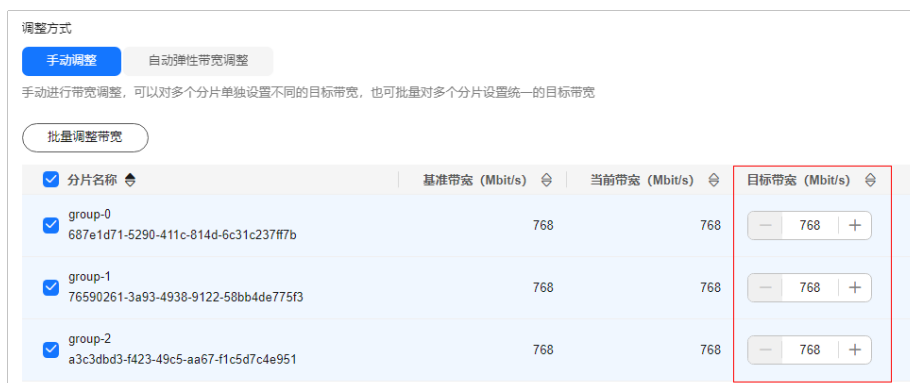 调整方式
手动调整 自动弹性带宽调整
手动进行带宽调整，可以对多个分片单独设置不同的目标带宽，也可批量对多个分片设置统一的目标带宽
批量调整带宽
分片名称 基准带宽 (Mbit/s) 当前带宽 (Mbit/s) 目标带宽 (Mbit/s)
group-0
687e1d71-5290-411c-814d-6c31c237ff7b 768 768 — 768 +
group-1
76590261-3a93-4938-9122-58bb4de775f3 768 768 — 768 +
group-2
a3c3dbd3-f423-49c5-aa67-f1c5d7c4e951 768 768 — 768 +